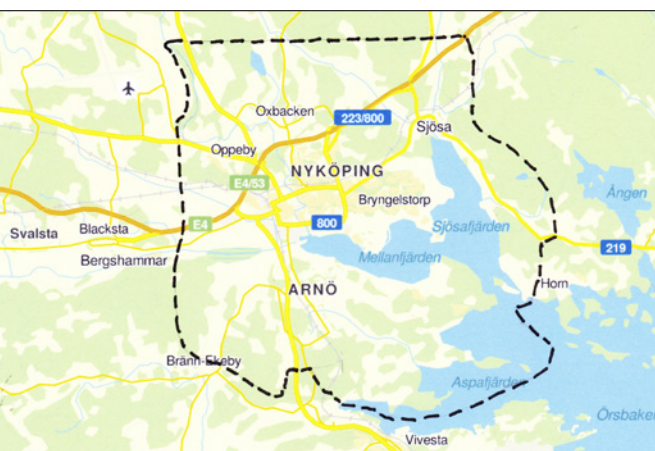 Oxbacken
223/800
Sjösa
Oppeby
NYKÖPING
E4/53
Ången
Bryngelstorp
Svalsta
Blacksta
E4
800
Sjösafjärden
219
Bergshammar
Mellanfjärden
Horn
ARNÖ
Bränn-Ekeby
Aspafjärden
Örsbaken
Vivesta